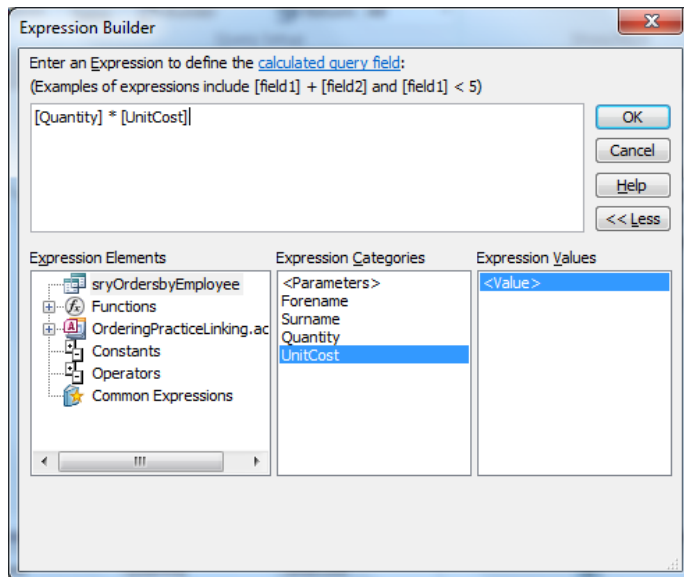 Expression Builder
Enter an Expression to define the calculated query field:
(Examples of expressions include [field1] + [field2] and [field1] < 5)
[Quantity] * [UnitCost]
OK
Cancel
Help
<< Less
Expression Elements
sryOrdersbyEmployee
Functions
OrderingPracticeLinking.ac
Constants
Operators
Common Expressions
Expression Categories
<Parameters>
Forename
Surname
Quantity
UnitCost
Expression Values
<Value>